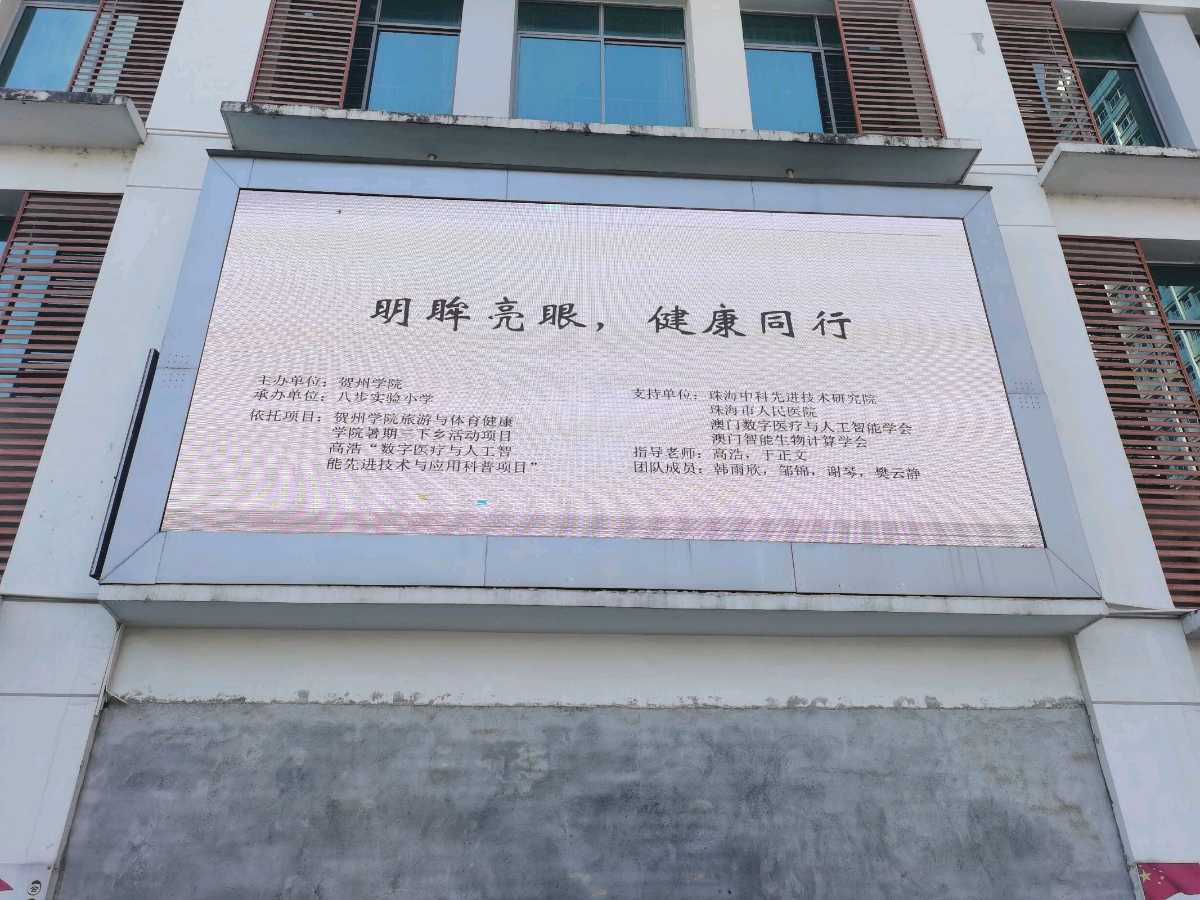 明眸亮眼，健康同行
主办单位：贺州学院
承办单位：八步实验小学
依托项目：贺州学院旅游与体育健康
学院暑期三下乡活动项目
高浩“数字医疗与人工智
能先进技术与应用科普项目”
支持单位：珠海中科先进技术研究院
珠海市人民医院
澳门数字医疗与人工智能学会
澳门智能生物计算学会
指导老师：高浩，于正文
团队成员：韩雨欣，邹锦，谢琴，樊云静